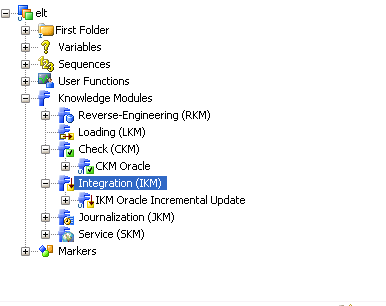 elt
First Folder
Variables
Sequences
User Functions
Knowledge Modules
Reverse-Engineering (RKM)
Loading (LKM)
Check (CKM)
CKM Oracle
Integration (IKM)
IKM Oracle Incremental Update
Journalization (JKM)
Service (SKM)
Markers